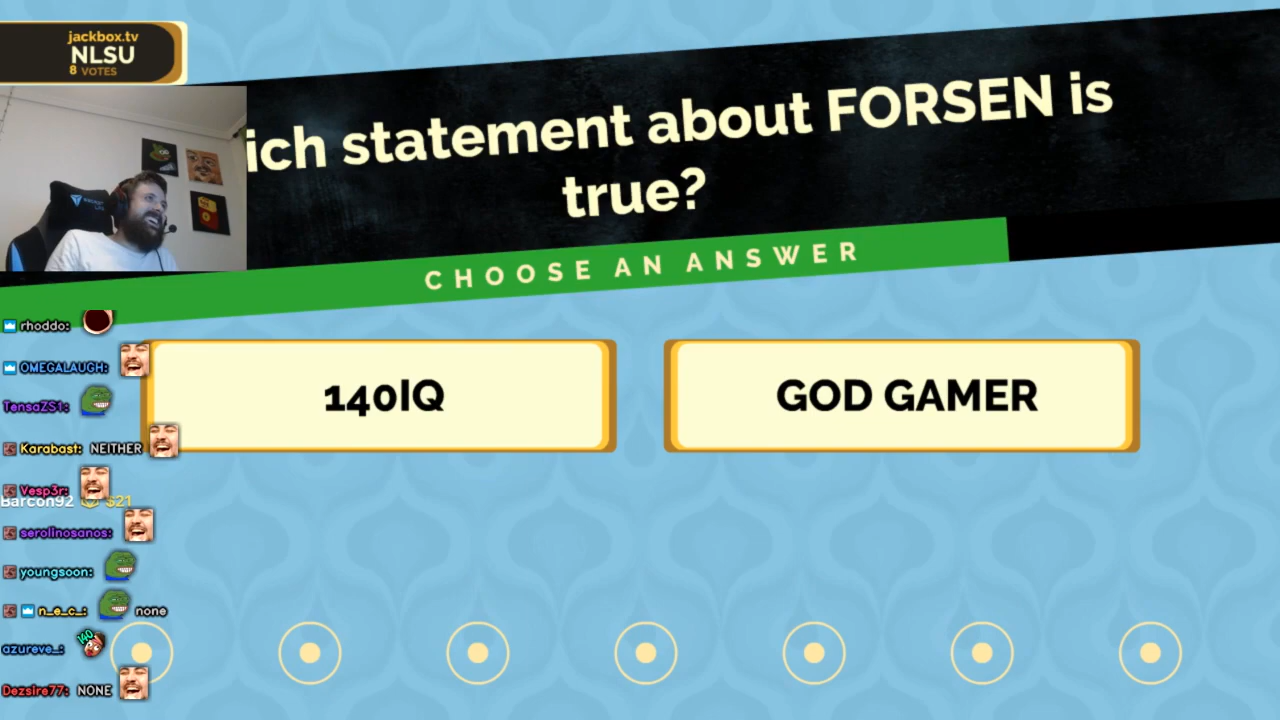 jackbox.tv
NLSU
8 VOTES
ich statement about FORSEN is
true?
CHOOSE AN ANSWER
140IQ
GOD GAMER
rhoddo:
OMEGALAUGH:
TensaZS1:
Karabast: NEITHER
Vesp3r:
Barcon92 $21
serolinosanos:
youngsoon:
n_e_c_: none
azureve_: 140
Dezsire77: NONE